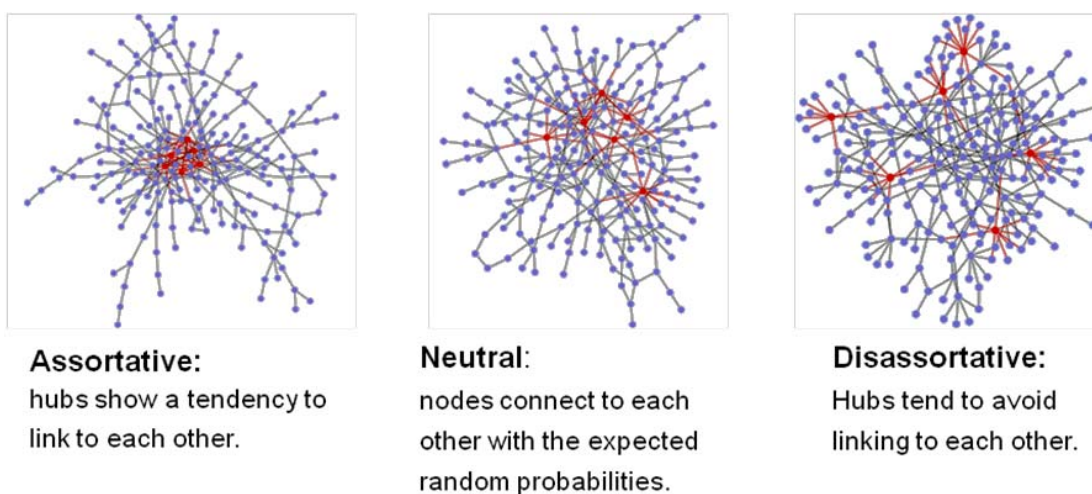 Assortative:
hubs show a tendency to
link to each other.
Neutral:
nodes connect to each
other with the expected
random probabilities.
Disassortative:
Hubs tend to avoid
linking to each other.